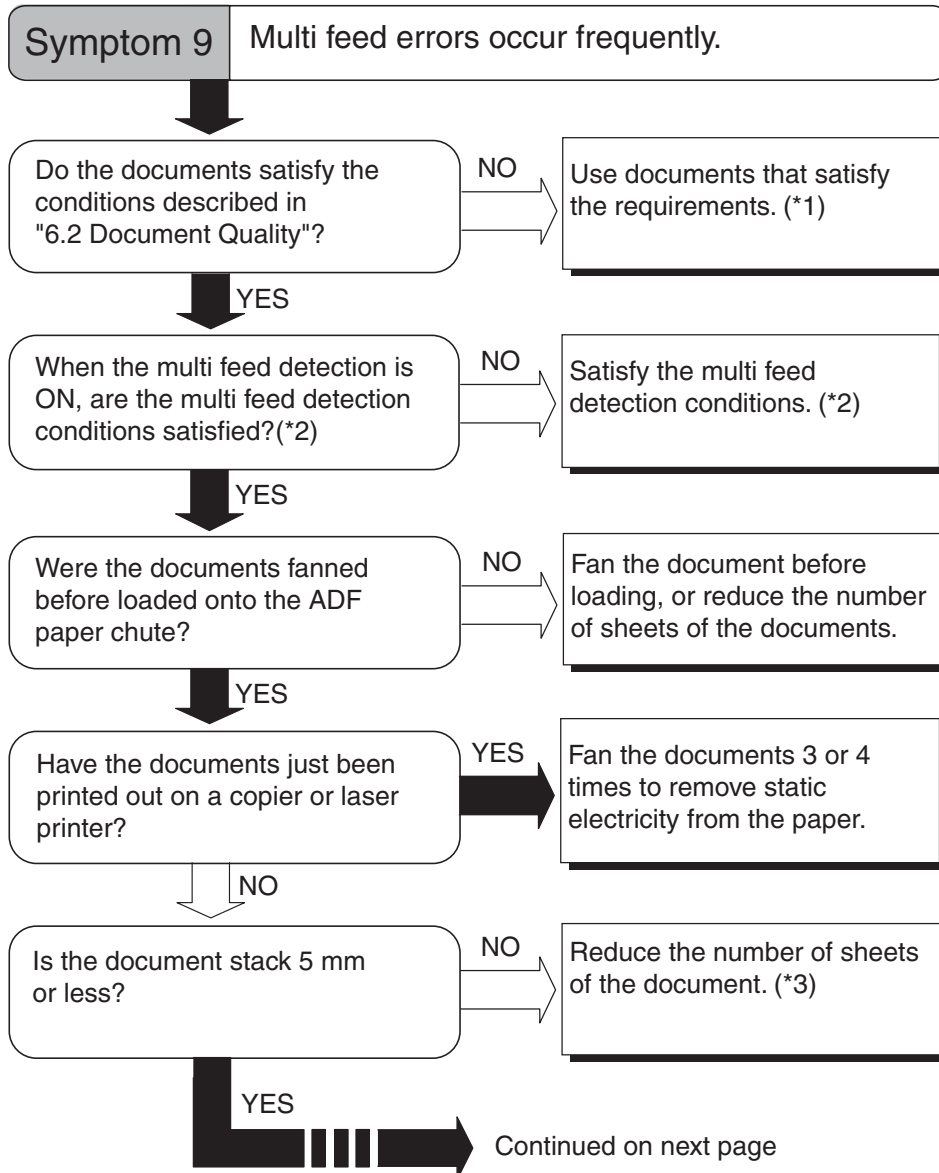 Symptom 9
Multi feed errors occur frequently.
Do the documents satisfy the
conditions described in
"6.2 Document Quality"?
NO
Use documents that satisfy
the requirements. (*1)
YES
When the multi feed detection is
ON, are the multi feed detection
conditions satisfied?(*2)
NO
Satisfy the multi feed
detection conditions. (*2)
YES
Were the documents fanned
before loaded onto the ADF
paper chute?
NO
Fan the document before
loading, or reduce the number
of sheets of the documents.
YES
Have the documents just been
printed out on a copier or laser
printer?
YES
Fan the documents 3 or 4
times to remove static
electricity from the paper.
NO
Is the document stack 5 mm
or less?
NO
Reduce the number of sheets
of the document. (*3)
YES
Continued on next page